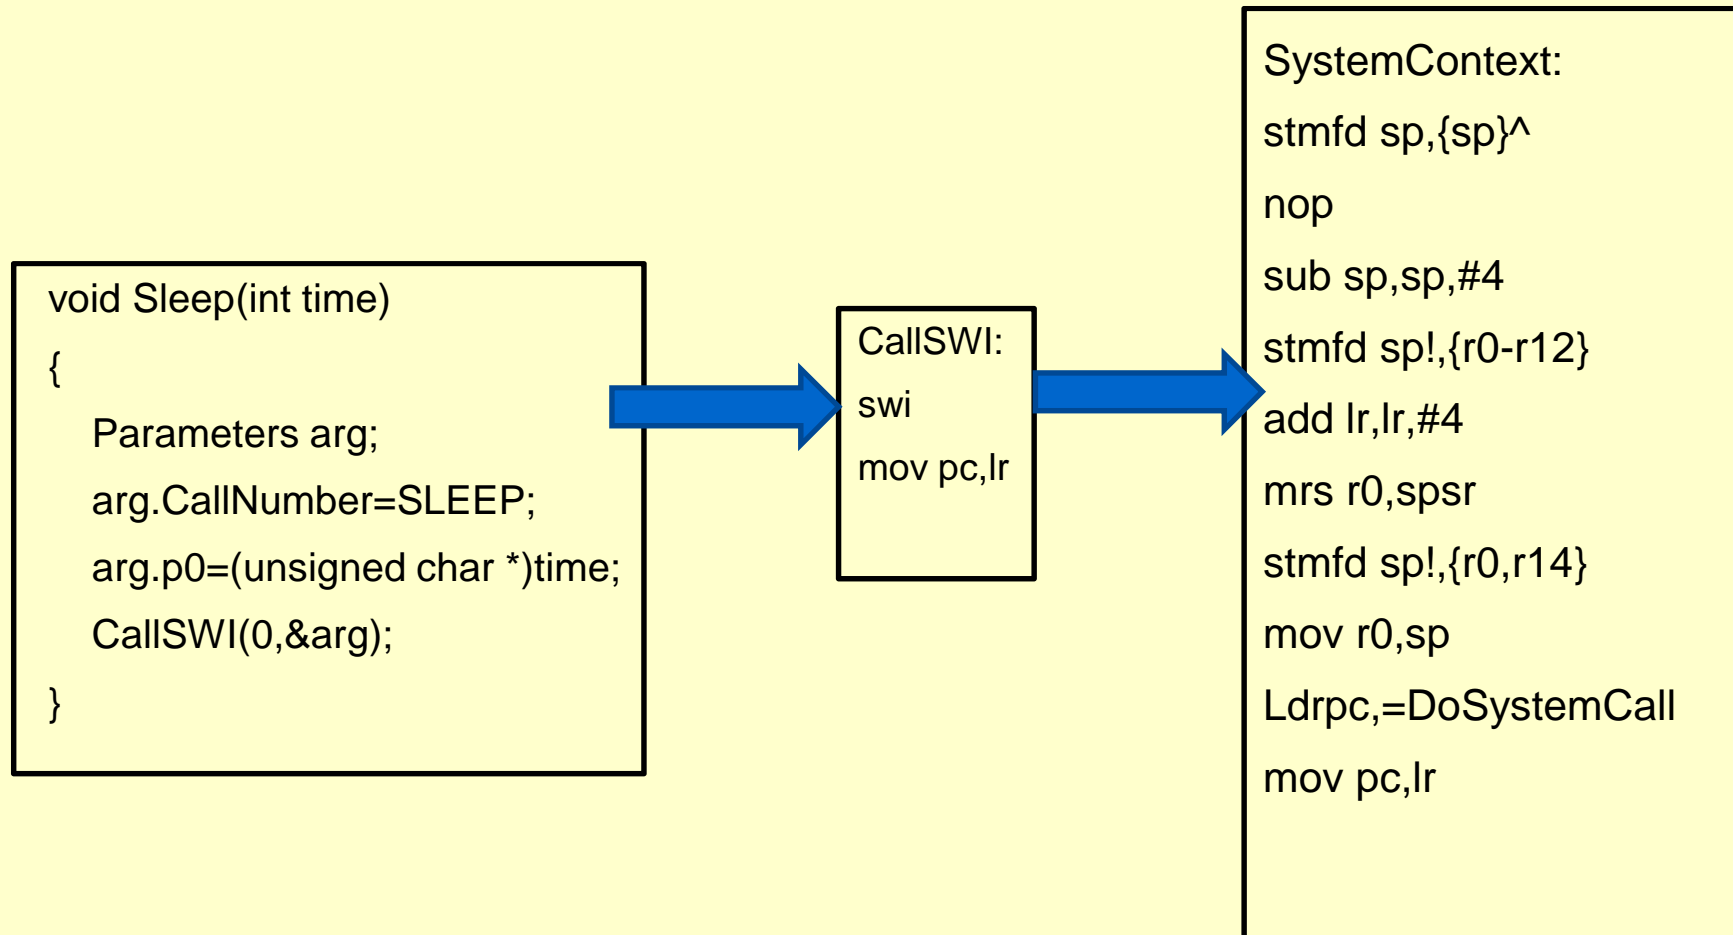 void Sleep(int time)
{
Parameters arg;
arg.CallNumber=SLEEP;
arg.p0=(unsigned char *)time;
CallSWI(0,&arg);
}
CallSWI:
swi
mov pc,lr
SystemContext:
stmfd sp,{sp}^
nop
sub sp,sp,#4
stmfd sp!,{r0-r12}
add lr,lr,#4
mrs r0,spsr
stmfd sp!,{r0,r14}
mov r0,sp
Ldrpc,=DoSystemCall
mov pc,lr